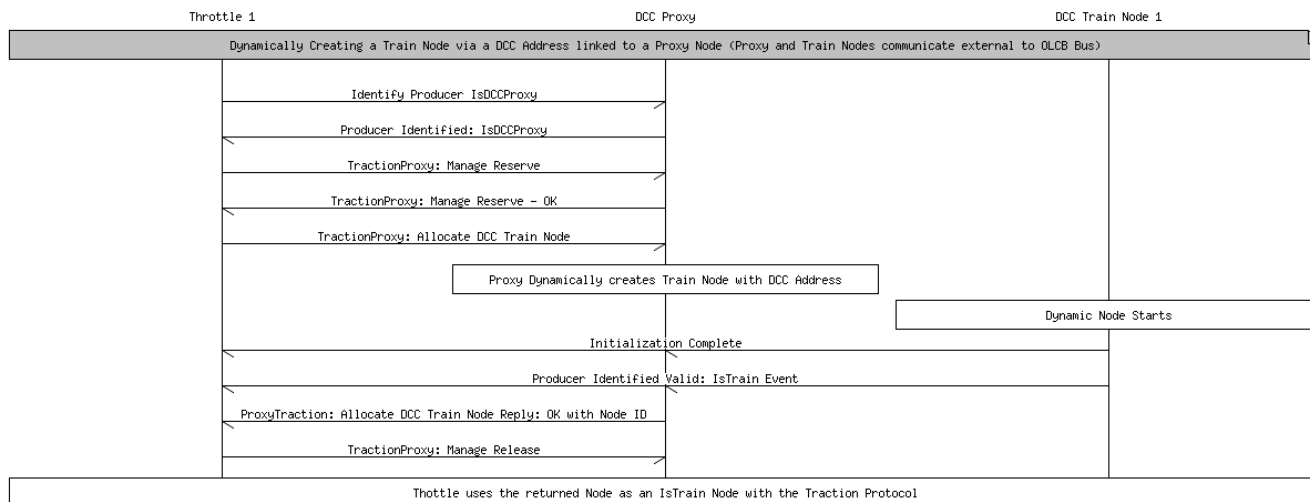 Throttle 1 DCC Proxy DCC Train Node 1
Dynamically Creating a Train Node via a DCC Address linked to a Proxy Node (Proxy and Train Nodes communicate external to OLCB Bus)
Identify Producer IsDCCProxy
Producer Identified: IsDCCProxy
TractionProxy: Manage Reserve
TractionProxy: Manage Reserve - OK
TractionProxy: Allocate DCC Train Node
Proxy Dynamically creates Train Node with DCC Address
Dynamic Node Starts
Initialization Complete
Producer Identified Valid: IsTrain Event
ProxyTraction: Allocate DCC Train Node Reply: OK with Node ID
TractionProxy: Manage Release
Thottle uses the returned Node as an IsTrain Node with the Traction Protocol